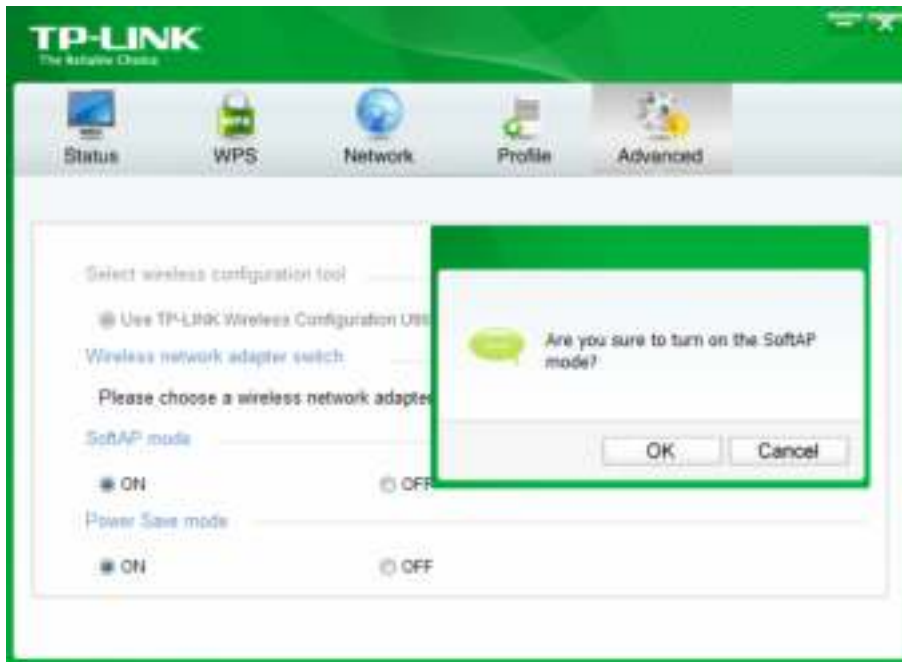 TP-LINK
The Reliable Choice
Status
WPS
Network
Profile
Advanced
Select wireless configuration tool
Use TP-LINK Wireless Configuration Uti
Wireless network adapter switch
Please choose a wireless network adapter
SoftAP mode
ON
OFF
Power Save mode
ON
OFF
Are you sure to turn on the SoftAP
mode?
OK
Cancel